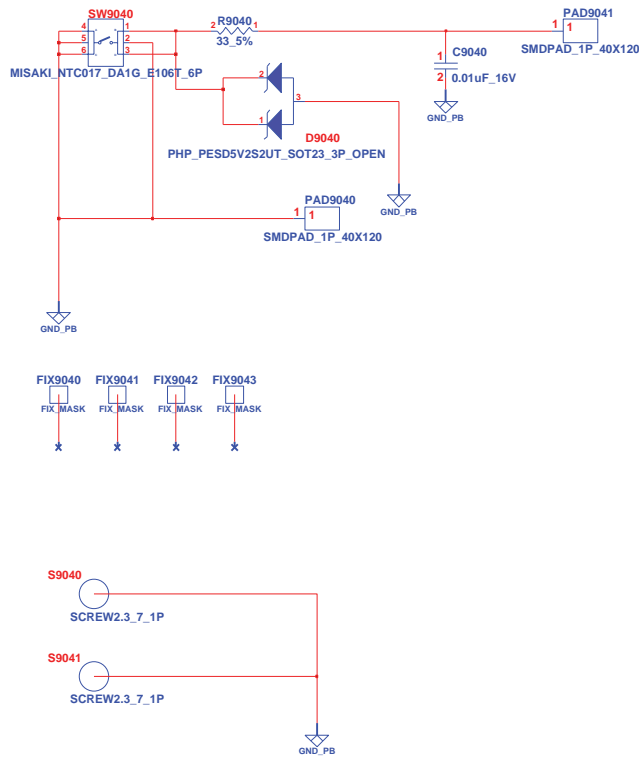 SW9040
4 1
5 2
6 3
MISAKI_NTC017_DA1G_E106T_6P
R9040
2 1
33_5%
PAD9041
1 1
SMDPAD_1P_40X120
C9040
1
2
0.01uF_16V
GND_PB
2
1
3
D9040
PHP_PESD5V2S2UT_SOT23_3P_OPEN
GND_PB
PAD9040
1 1
SMDPAD_1P_40X120
GND_PB
FIX9040 FIX9041 FIX9042 FIX9043
FIX_MASK FIX_MASK FIX_MASK FIX_MASK
S9040
SCREW2.3_7_1P
S9041
SCREW2.3_7_1P
GND_PB